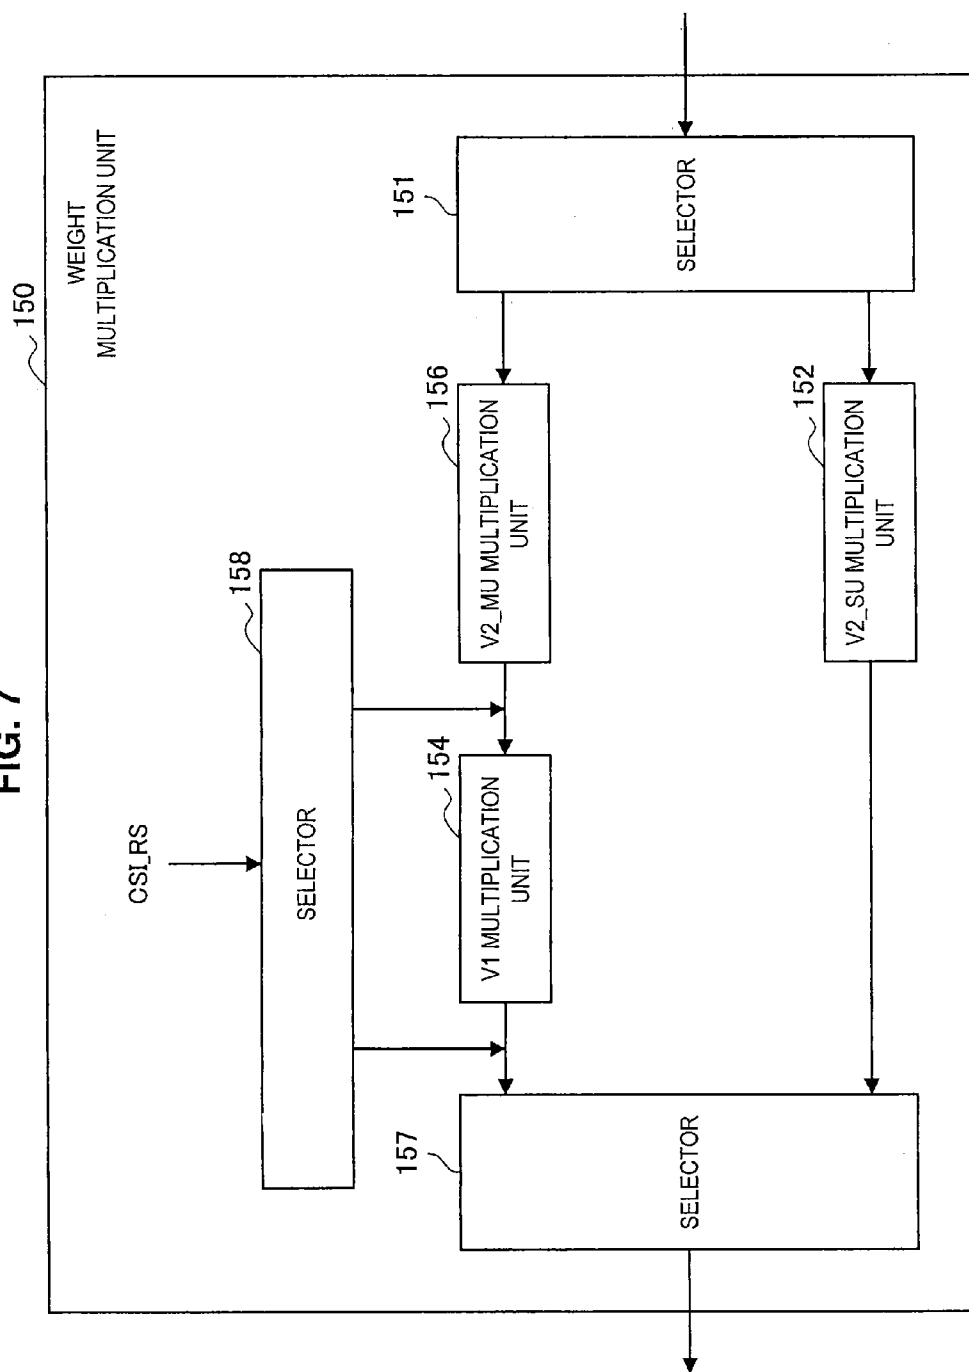 FIG. 7
150
WEIGHT
MULTIPLICATION UNIT
CSI_RS
158
SELECTOR
157
SELECTOR
154
V1 MULTIPLICATION
UNIT
156
V2_MU MULTIPLICATION
UNIT
151
SELECTOR
152
V2_SU MULTIPLICATION
UNIT